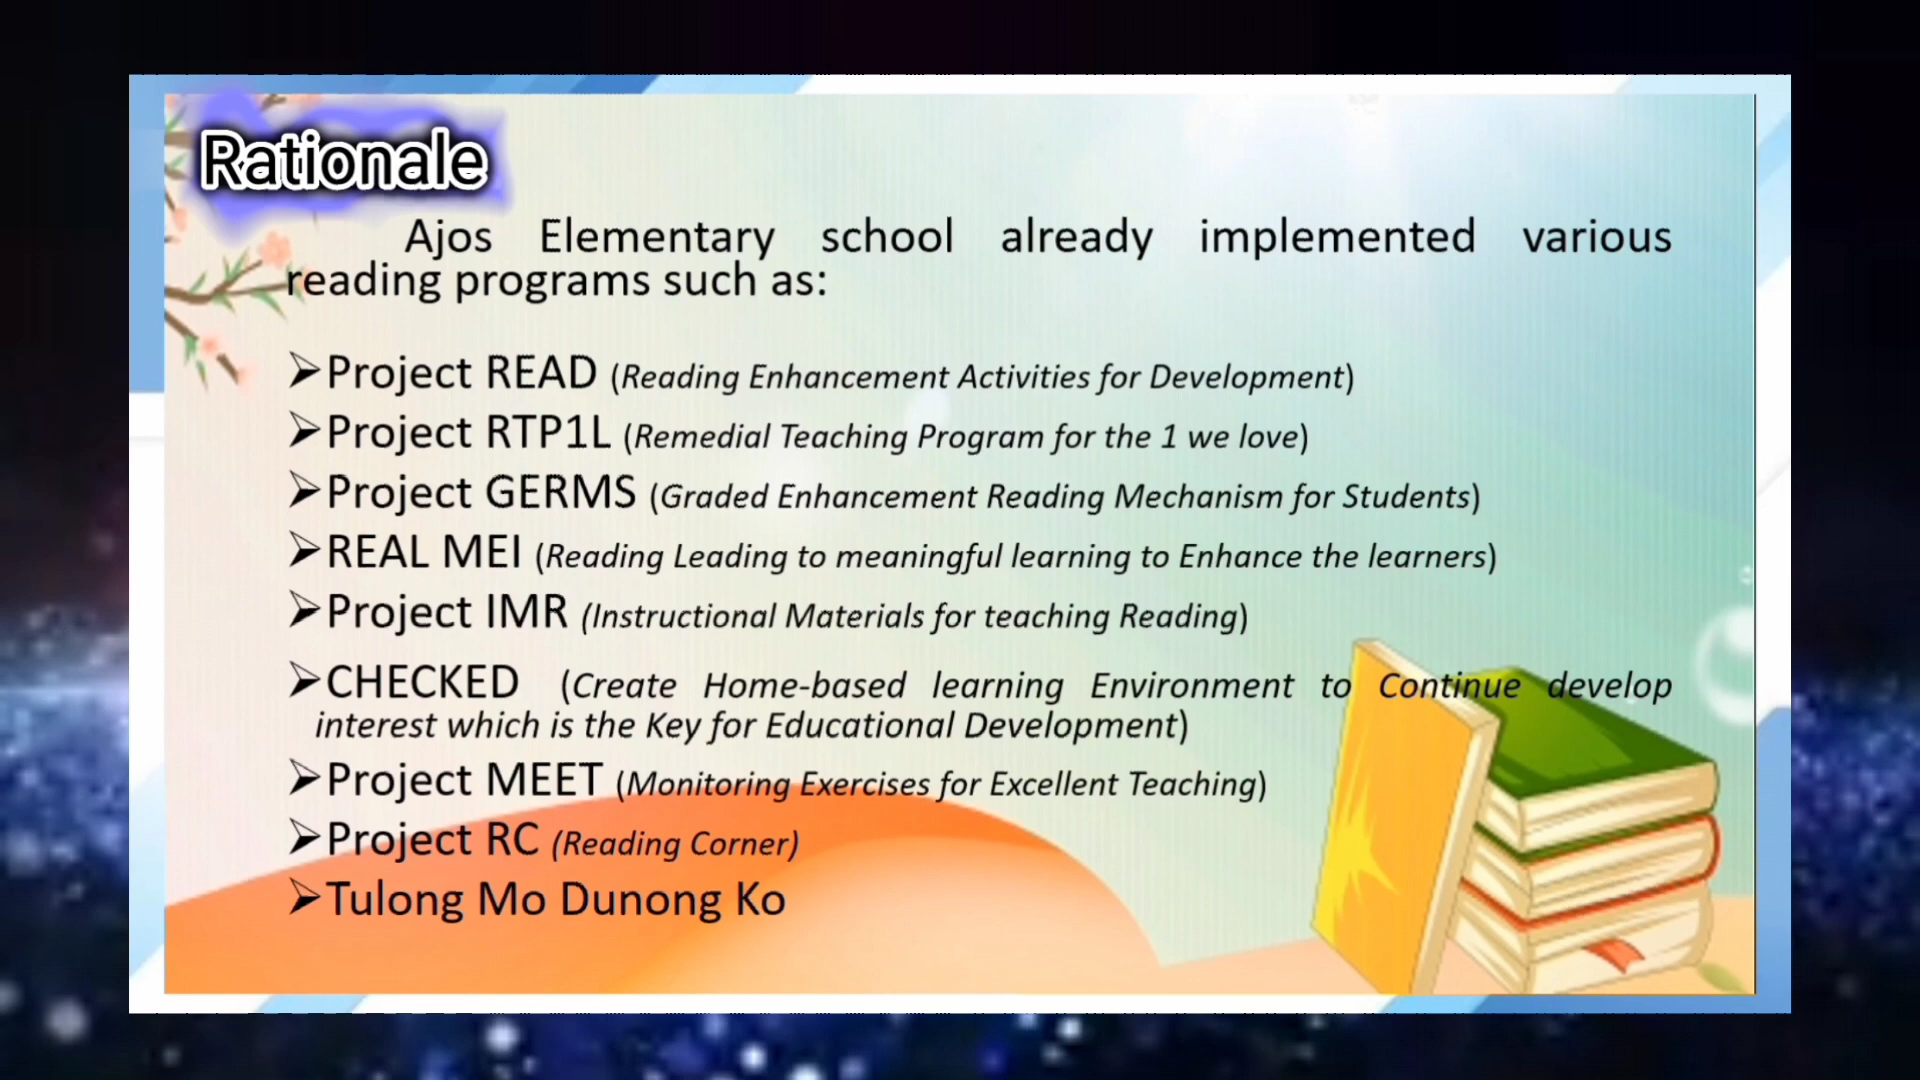 Rationale
Ajos Elementary school already implemented various
reading programs such as:
➢Project READ (Reading Enhancement Activities for Development)
➢Project RTP1L (Remedial Teaching Program for the 1 we love)
➢Project GERMS (Graded Enhancement Reading Mechanism for Students)
➢REAL MEI (Reading Leading to meaningful learning to Enhance the learners)
➢Project IMR (Instructional Materials for teaching Reading)
➢CHECKED (Create Home-based learning Environment to Continue develop
interest which is the Key for Educational Development)
➢Project MEET (Monitoring Exercises for Excellent Teaching)
➢Project RC (Reading Corner)
➢Tulong Mo Dunong Ko